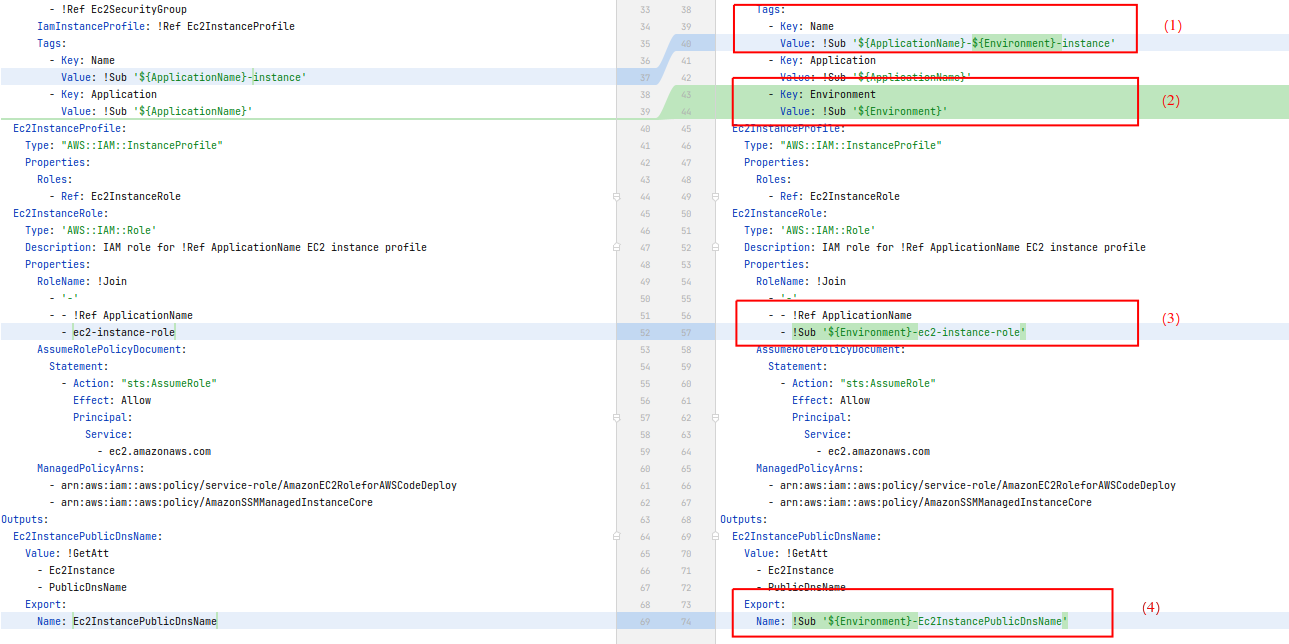 - !Ref Ec2SecurityGroup
      IamInstanceProfile: !Ref Ec2InstanceProfile
      Tags:
        - Key: Name
          Value: !Sub '${ApplicationName}-instance'
        - Key: Application
          Value: !Sub '${ApplicationName}'
  Ec2InstanceProfile:
    Type: "AWS::IAM::InstanceProfile"
    Properties:
      Roles:
        - Ref: Ec2InstanceRole
  Ec2InstanceRole:
    Type: 'AWS::IAM::Role'
    Description: IAM role for !Ref ApplicationName EC2 instance profile
    Properties:
      RoleName: !Join
        - '-'
        - - !Ref ApplicationName
          - ec2-instance-role
      AssumeRolePolicyDocument:
        Statement:
          - Action: "sts:AssumeRole"
            Effect: Allow
            Principal:
              Service:
                - ec2.amazonaws.com
      ManagedPolicyArns:
        - arn:aws:iam::aws:policy/service-role/AmazonEC2RoleforAWSCodeDeploy
        - arn:aws:iam::aws:policy/AmazonSSMManagedInstanceCore
Outputs:
  Ec2InstancePublicDnsName:
    Value: !GetAtt
      - Ec2Instance
      - PublicDnsName
    Export:
      Name: Ec2InstancePublicDnsName
33 38
34 39
35 40
36 41
37 42
38 43
39 44
40 45
41 46
42 47
43 48
44 49
45 50
46 51
47 52
48 53
49 54
50 55
51 56
52 57
53 58
54 59
55 60
56 61
57 62
58 63
59 64
60 65
61 66
62 67
63 68
64 69
65 70
66 71
67 72
68 73
69 74
      Tags:
        - Key: Name
          Value: !Sub '${ApplicationName}-${Environment}-instance'
(1)
        - Key: Application
          Value: !Sub '${ApplicationName}'
        - Key: Environment
          Value: !Sub '${Environment}'
(2)
  Ec2InstanceProfile:
    Type: "AWS::IAM::InstanceProfile"
    Properties:
      Roles:
        - Ref: Ec2InstanceRole
  Ec2InstanceRole:
    Type: 'AWS::IAM::Role'
    Description: IAM role for !Ref ApplicationName EC2 instance profile
    Properties:
      RoleName: !Join
        - '-'
        - - !Ref ApplicationName
          - !Sub '${Environment}-ec2-instance-role'
(3)
      AssumeRolePolicyDocument:
        Statement:
          - Action: "sts:AssumeRole"
            Effect: Allow
            Principal:
              Service:
                - ec2.amazonaws.com
      ManagedPolicyArns:
        - arn:aws:iam::aws:policy/service-role/AmazonEC2RoleforAWSCodeDeploy
        - arn:aws:iam::aws:policy/AmazonSSMManagedInstanceCore
Outputs:
  Ec2InstancePublicDnsName:
    Value: !GetAtt
      - Ec2Instance
      - PublicDnsName
    Export:
      Name: !Sub '${Environment}-Ec2InstancePublicDnsName'
(4)